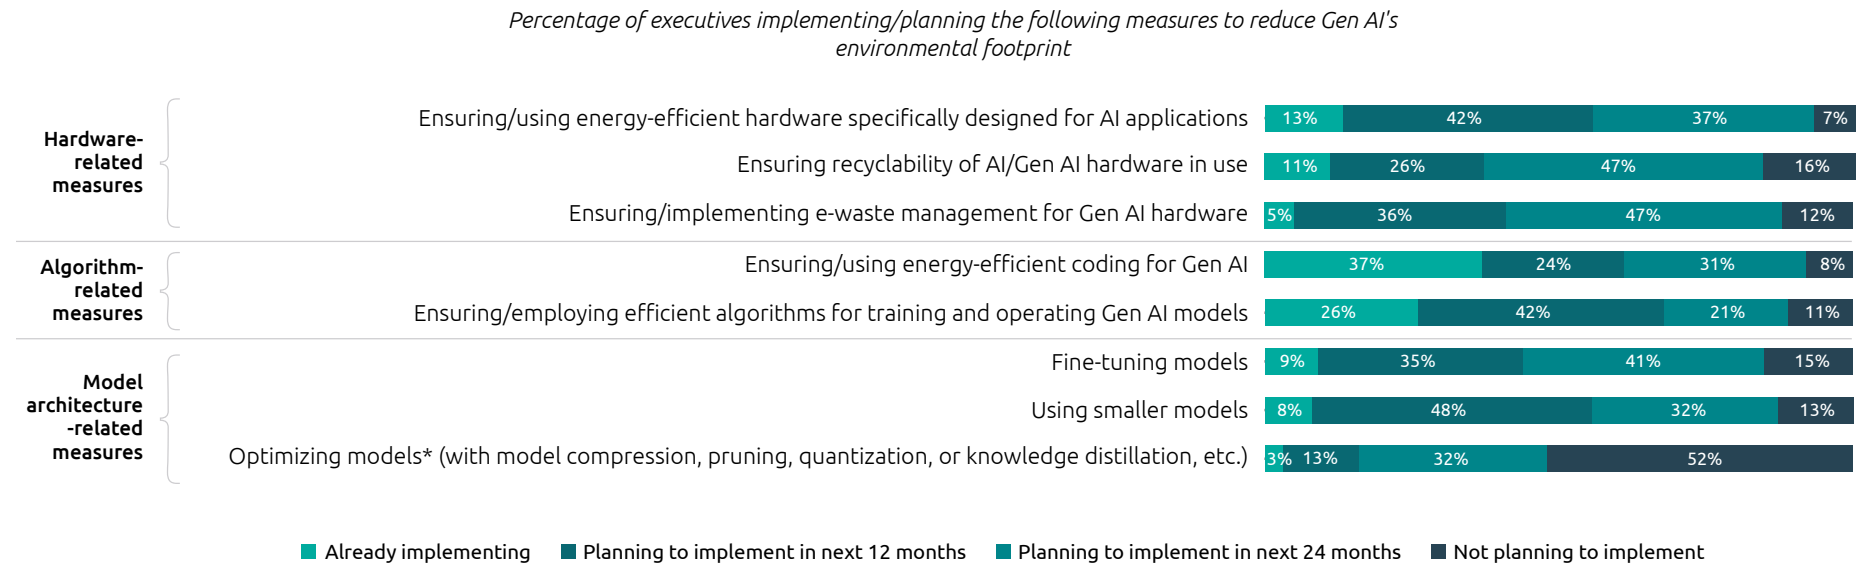 Percentage of executives implementing/planning the following measures to reduce Gen AI's
environmental footprint
Hardware-
related
measures
Ensuring/using energy-efficient hardware specifically designed for AI applications
13% 42% 37% 7%
Ensuring recyclability of AI/Gen AI hardware in use
11% 26% 47% 16%
Ensuring/implementing e-waste management for Gen AI hardware
5% 36% 47% 12%
Algorithm-
related
measures
Ensuring/using energy-efficient coding for Gen AI
37% 24% 31% 8%
Ensuring/employing efficient algorithms for training and operating Gen AI models
26% 42% 21% 11%
Model
architecture
-related
measures
Fine-tuning models
9% 35% 41% 15%
Using smaller models
8% 48% 32% 13%
Optimizing models* (with model compression, pruning, quantization, or knowledge distillation, etc.)
3% 13% 32% 52%
Already implementing
Planning to implement in next 12 months
Planning to implement in next 24 months
Not planning to implement